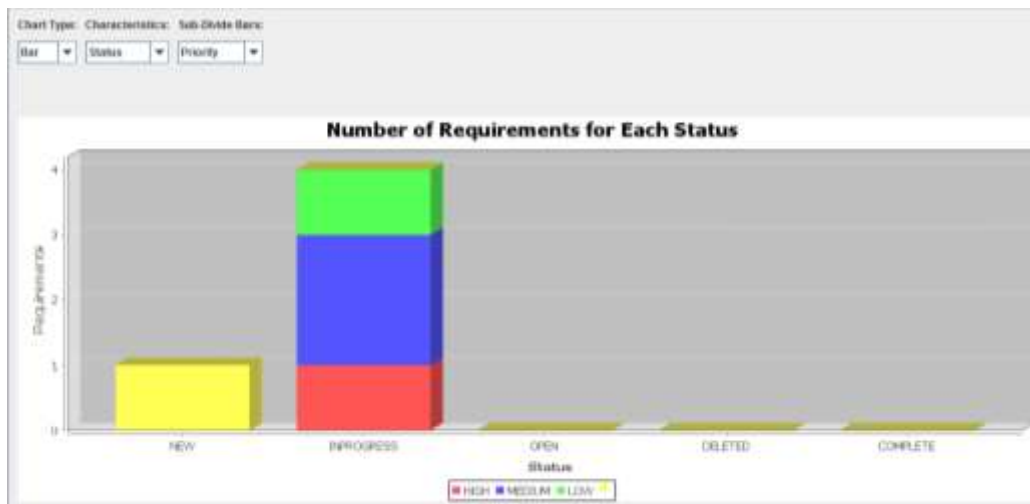 Chart Type: Characteristics: Sub-Divide Bars:
Bar Status Priority
Number of Requirements for Each Status
4
3
2
1
0
Requirements
NEW INPROGRESS OPEN DELETED COMPLETE
Status
HIGH MEDIUM LOW